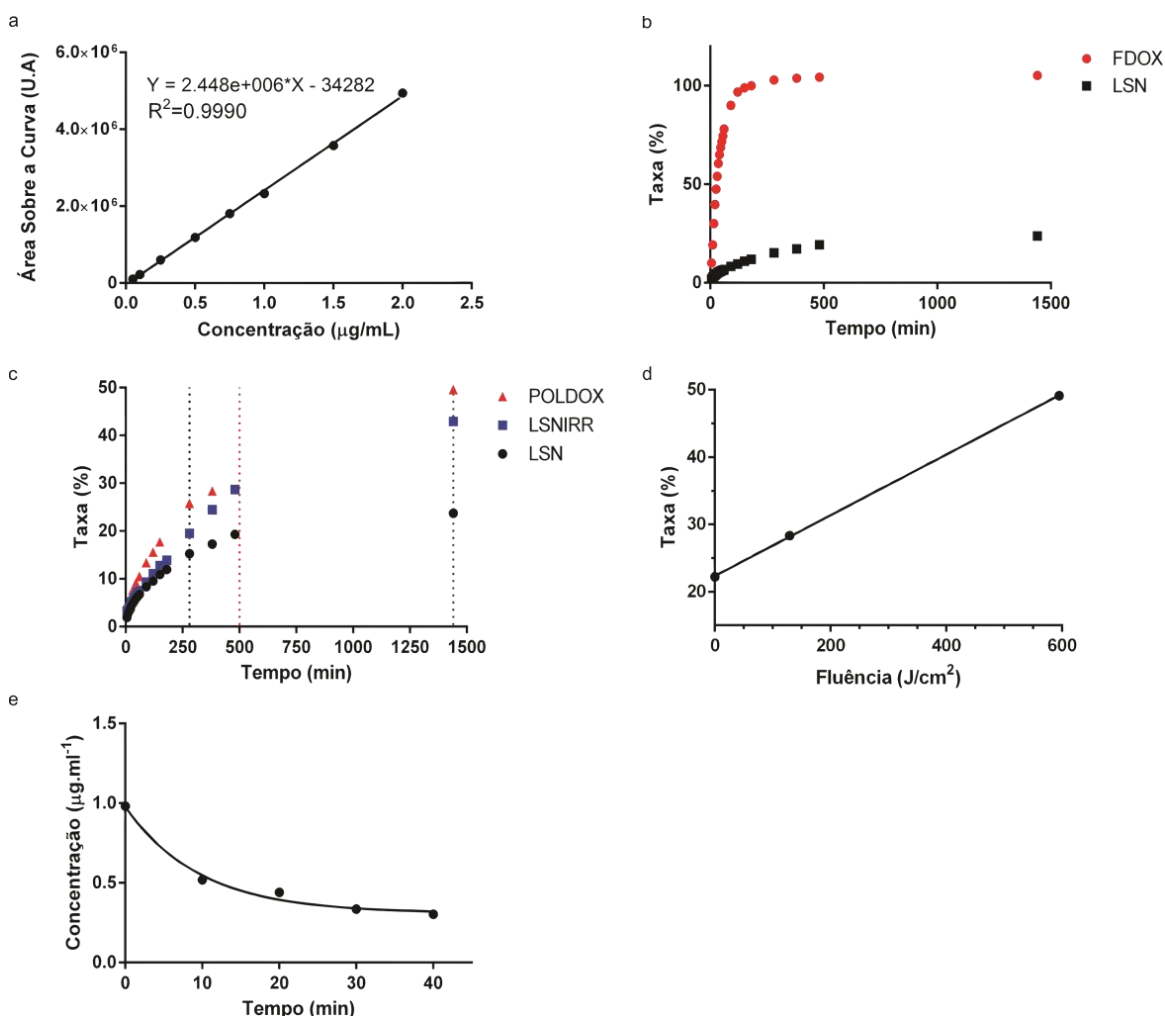 a
6.0×10⁶
4.0×10⁶
2.0×10⁶
0
Área Sobre a Curva (U.A)
Y = 2.448e+006*X - 34282
R²=0.9990
0.0 0.5 1.0 1.5 2.0 2.5
Concentração (μg/mL)
b
100
50
0
Taxa (%)
0 500 1000 1500
Tempo (min)
FDOX
LSN
c
50
40
30
20
10
0
Taxa (%)
0 250 500 750 1000 1250 1500
Tempo (min)
POLDOX
LSNIRR
LSN
d
50
40
30
20
Taxa (%)
0 200 400 600
Fluência (J/cm²)
e
1.5
1.0
0.5
0.0
Concentração (μg.ml⁻¹)
0 10 20 30 40
Tempo (min)